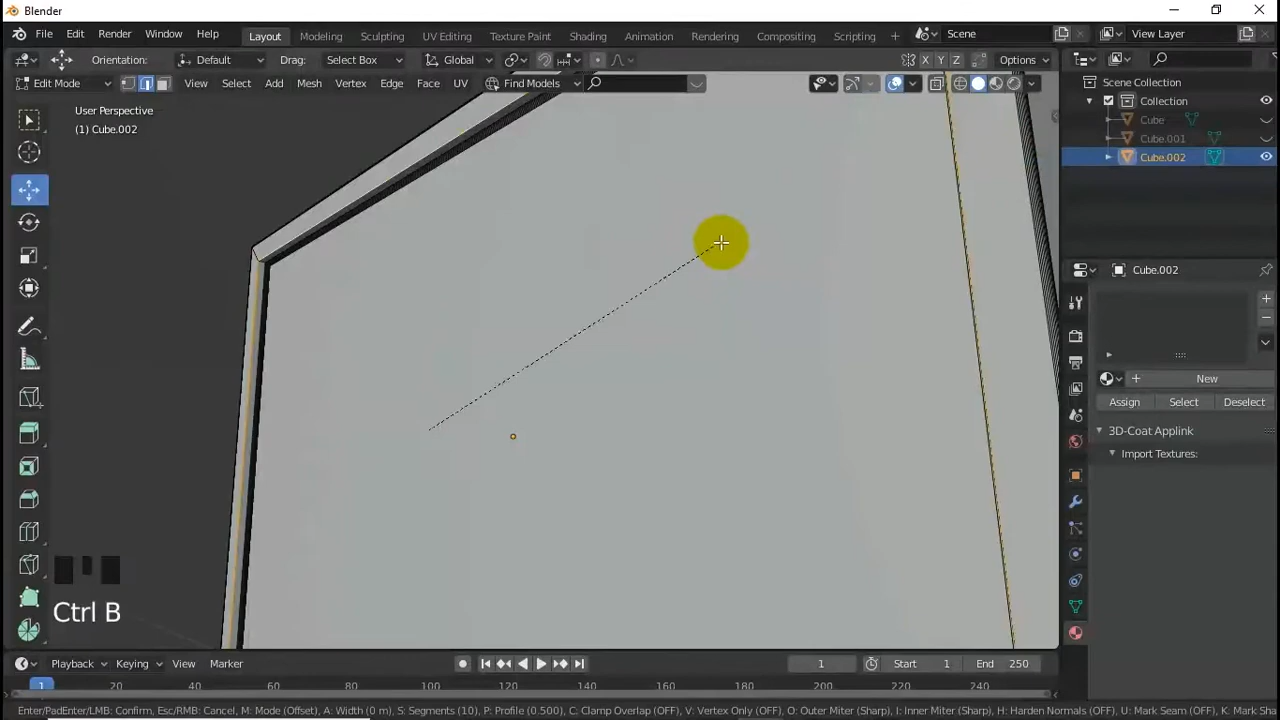 Blender
File Edit Render Window Help Layout Modeling Sculpting UV Editing Texture Paint Shading Animation Rendering Compositing Scripting Scene View Layer
Orientation: Default Drag: Select Box Global X Y Z Options
Edit Mode View Select Add Mesh Vertex Edge Face UV Find Models
User Perspective
(1) Cube.002
Scene Collection
Collection
Cube
Cube.001
Cube.002
Cube.002
New
Assign Select Deselect
3D-Coat Applink
Import Textures:
Ctrl B
Playback Keying View Marker 1 Start 1 End 250
1 20 60 80 100 120 140 160 180 200 220 240
Enter/PadEnter/LMB: Confirm, Esc/RMB: Cancel, M: Mode (Offset), A: Width (0 m), S: Segments (10), P: Profile (0.500), C: Clamp Overlap (OFF), V: Vertex Only (OFF), O: Outer Miter (Sharp), I: Inner Miter (Sharp), H: Harden Normals (OFF), U: Mark Seam (OFF), K: Mark Sha